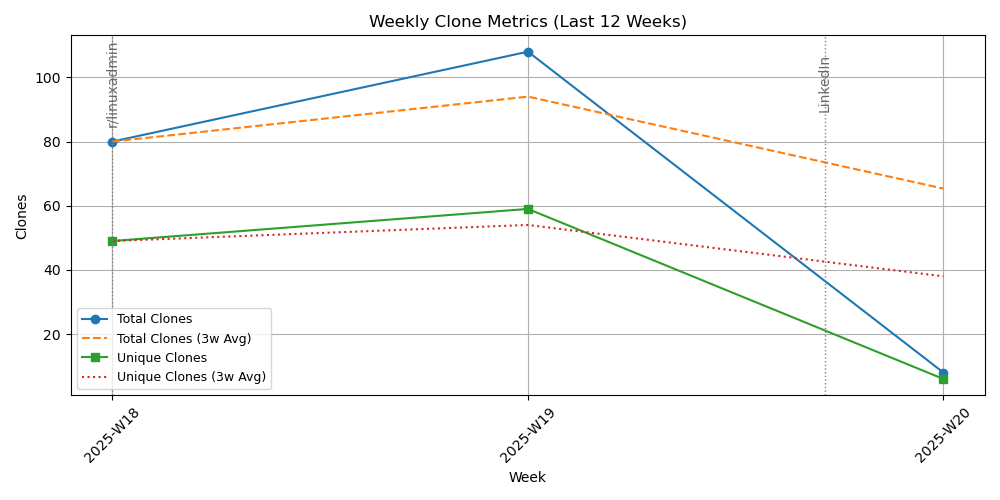 Weekly Clone Metrics (Last 12 Weeks)
r/linuxadmin
LinkedIn
Clones
100
80
60
40
20
Total Clones
Total Clones (3w Avg)
Unique Clones
Unique Clones (3w Avg)
2025-W18
2025-W19
2025-W20
Week